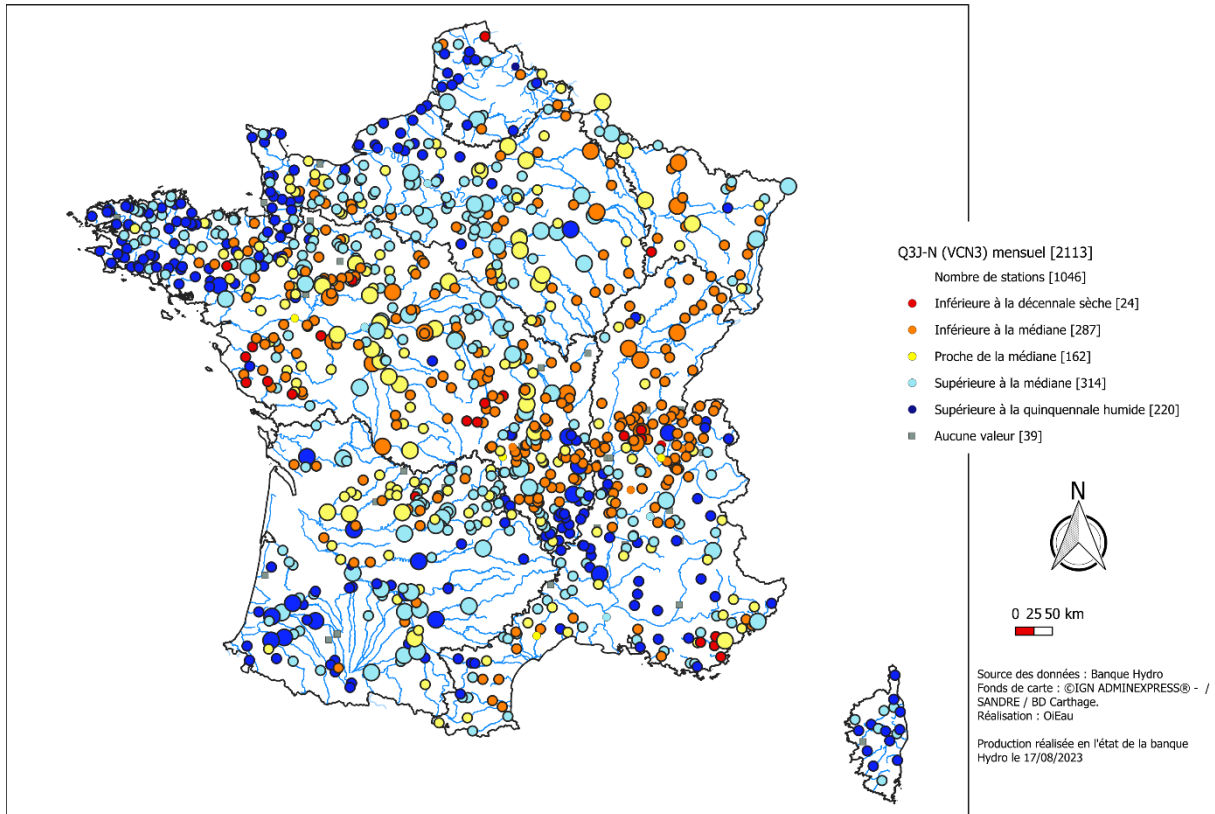 Q3J-N (VCN3) mensuel [2113]
Nombre de stations [1046]
Inférieure à la décennale sèche [24]
Inférieure à la médiane [287]
Proche de la médiane [162]
Supérieure à la médiane [314]
Supérieure à la quinquennale humide [220]
Aucune valeur [39]
N
0 25 50 km
Source des données : Banque Hydro
Fonds de carte : ©IGN ADMINEXPRESS® - /
SANDRE / BD Carthage.
Réalisation : OiEau
Production réalisée en l'état de la banque
Hydro le 17/08/2023